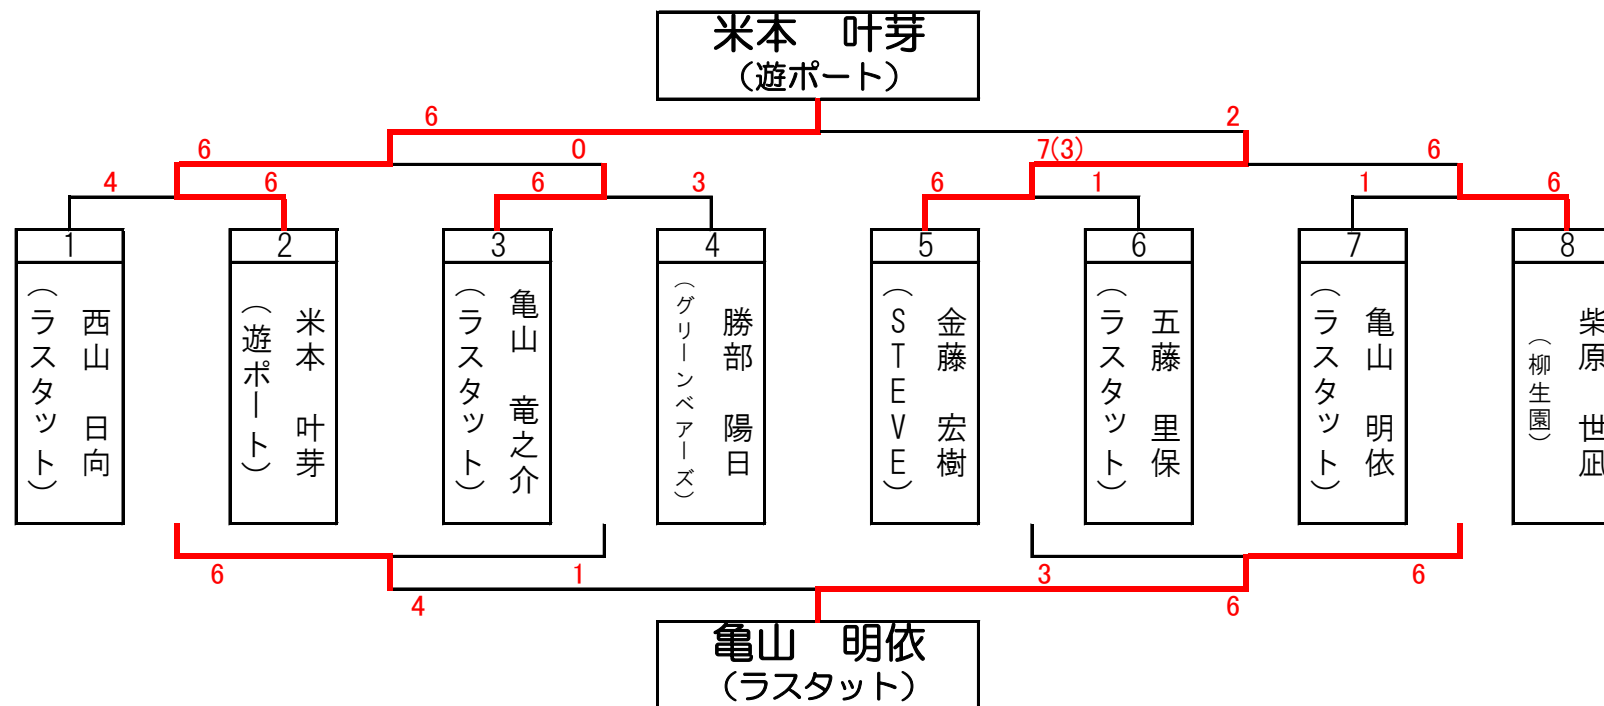 米本　叶芽
（遊ポート）
6
2
6
0
7(3)
6
4
6
6
3
6
1
1
6
1
2
3
4
5
6
7
8
西山　日向
（ラスタット）
米本　叶芽
（遊ポート）
亀山　竜之介
（ラスタット）
勝部　陽日
（グリーンベアーズ）
金藤　宏樹
（STEVE）
五藤　里保
（ラスタット）
亀山　明依
（ラスタット）
柴原　世凪
（柳生園）
6
1
3
6
4
6
亀山　明依
（ラスタット）